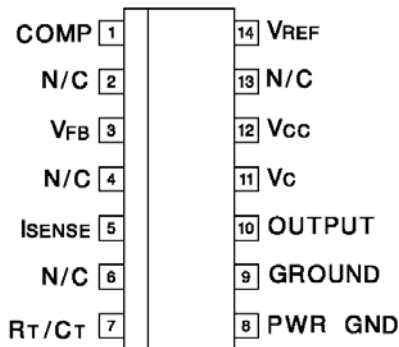 COMP 1 14 VREF
N/C 2 13 N/C
VFB 3 12 VCC
N/C 4 11 VC
ISENSE 5 10 OUTPUT
N/C 6 9 GROUND
RT/CT 7 8 PWR GND